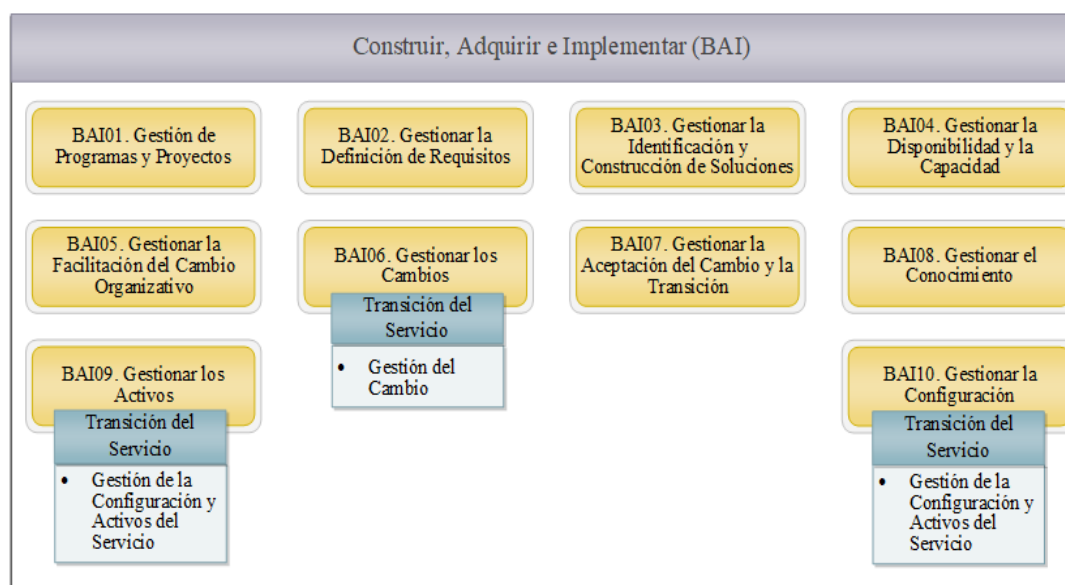 Construir, Adquirir e Implementar (BAI)
BAI01. Gestión de
Programas y Proyectos
BAI02. Gestionar la
Definición de Requisitos
BAI03. Gestionar la
Identificación y
Construcción de Soluciones
BAI04. Gestionar la
Disponibilidad y la
Capacidad
BAI05. Gestionar la
Facilitación del Cambio
Organizativo
BAI06. Gestionar los
Cambios
Transición del
Servicio
• Gestión del
Cambio
BAI07. Gestionar la
Aceptación del Cambio y la
Transición
BAI08. Gestionar el
Conocimiento
BAI09. Gestionar los
Activos
Transición del
Servicio
• Gestión de la
Configuración y
Activos del
Servicio
BAI10. Gestionar la
Configuración
Transición del
Servicio
• Gestión de la
Configuración y
Activos del
Servicio